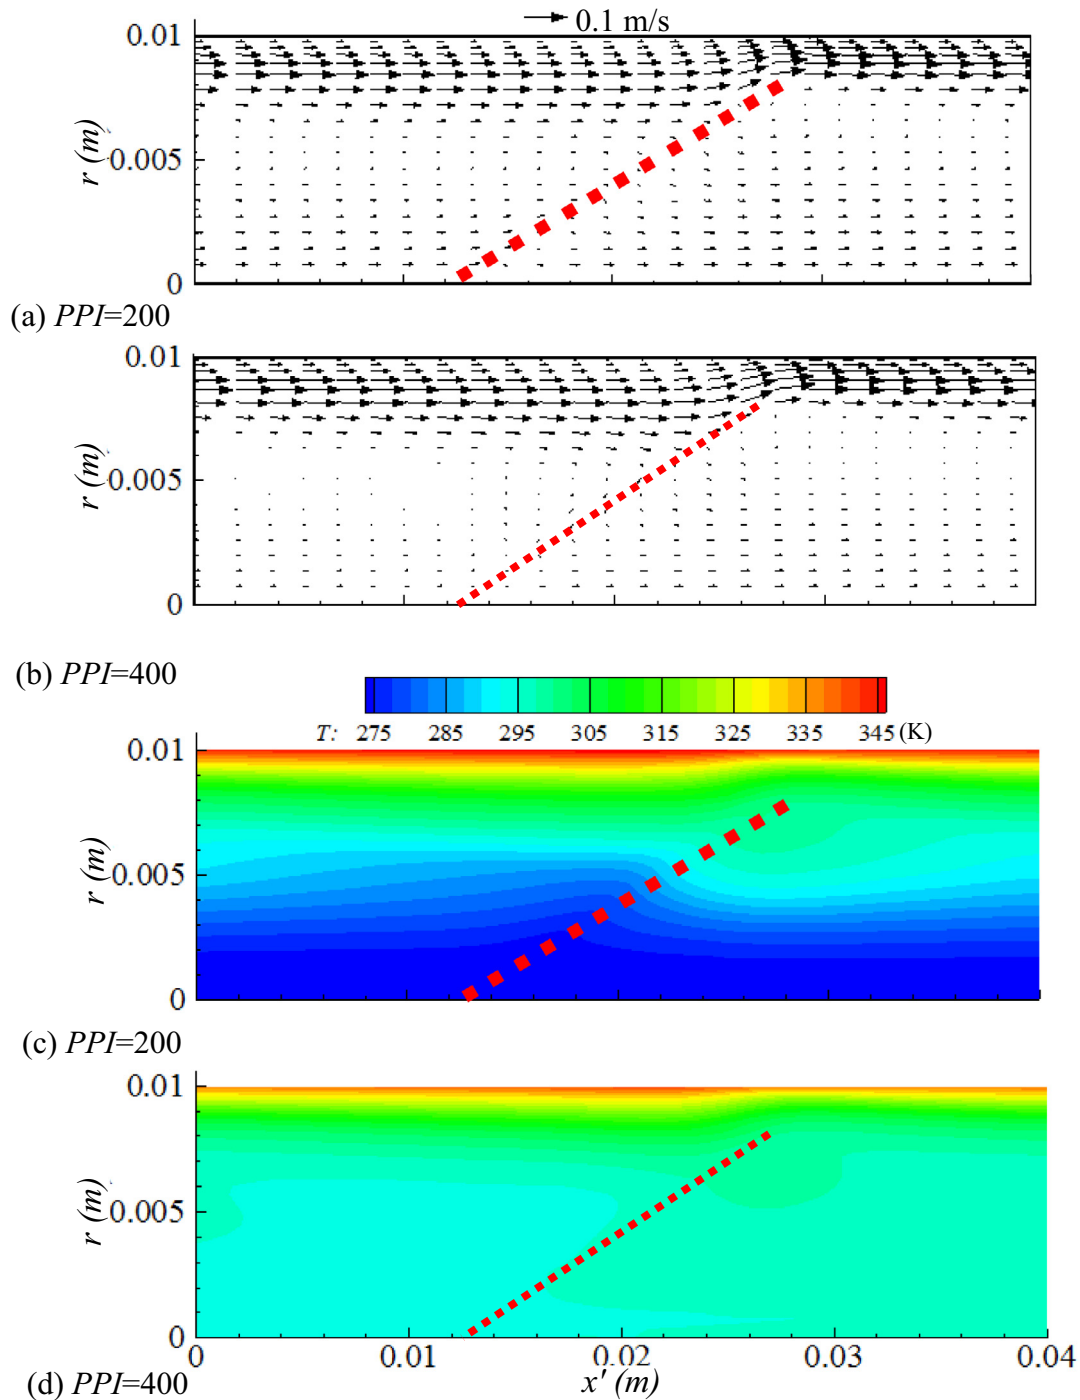 0.1 m/s
0.01
0.005
0
r (m)
(a) PPI=200
0.01
0.005
0
r (m)
(b) PPI=400
T: 275 285 295 305 315 325 335 345 (K)
0.01
0.005
0
r (m)
(c) PPI=200
0.01
0.005
0
r (m)
0 0.01 0.02 0.03 0.04
x' (m)
(d) PPI=400